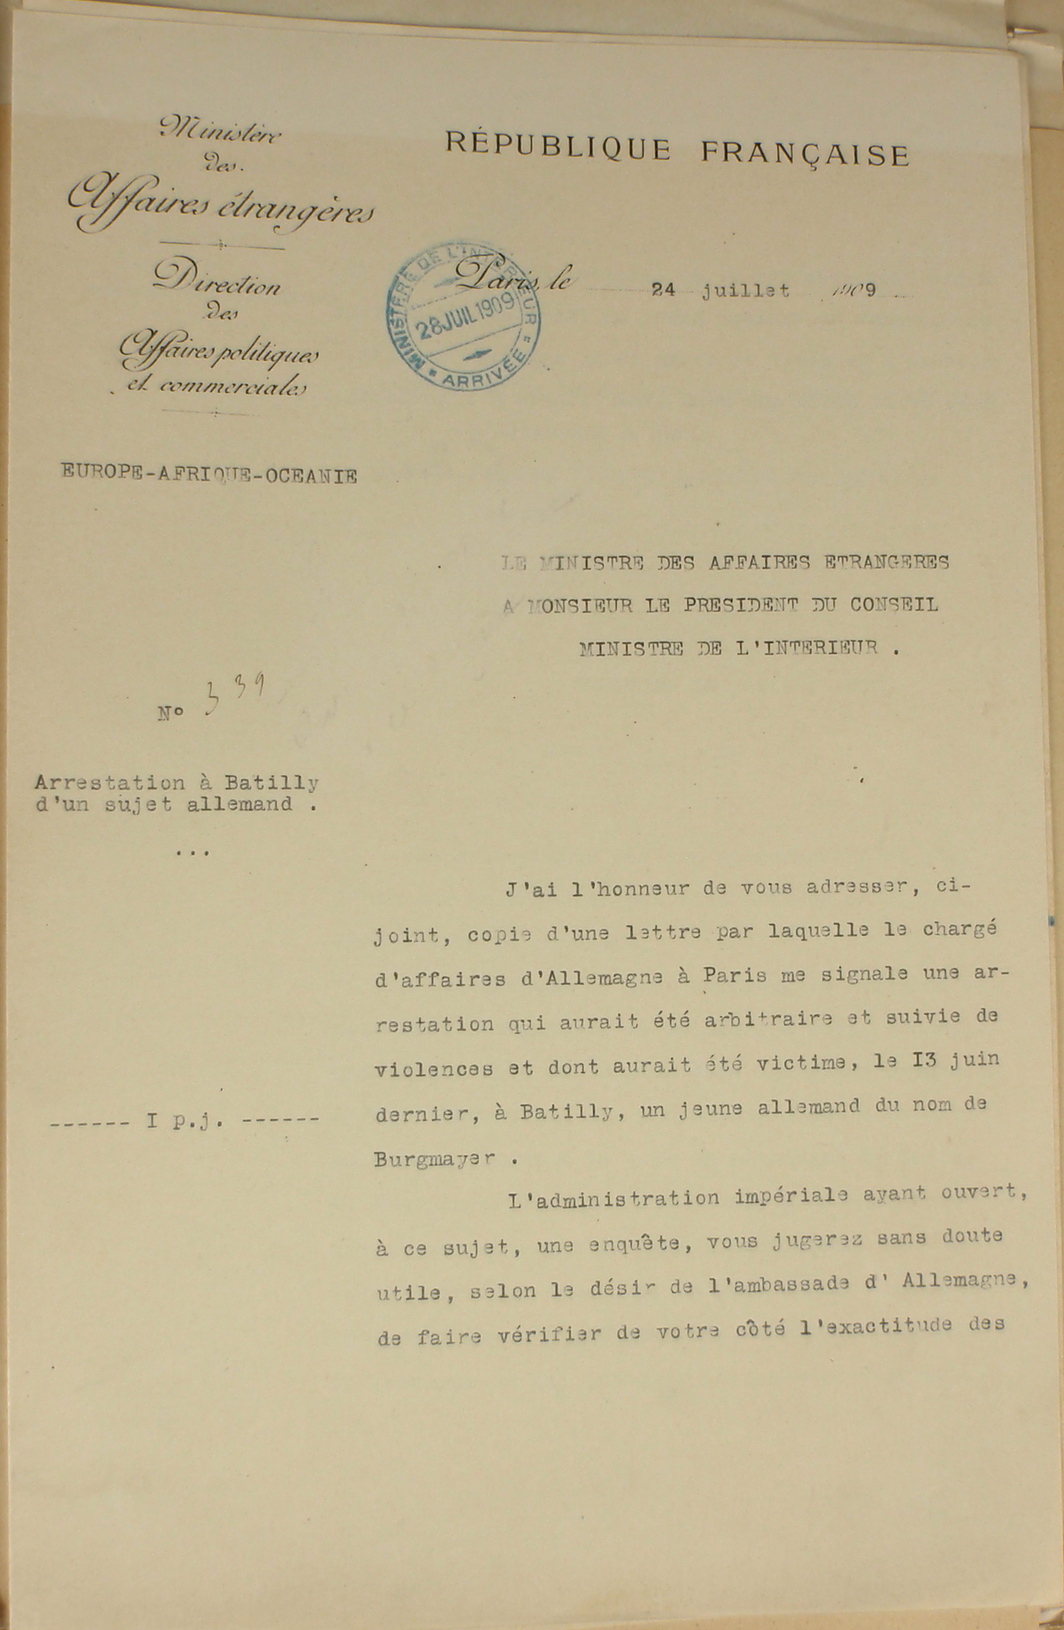 Ministère
des
Affaires étrangères
Direction
des
Affaires politiques
et commerciales
EUROPE-AFRIQUE-OCEANIE
RÉPUBLIQUE FRANÇAISE
Paris, le 24 juillet 1909
MINISTERE DE L'INTERIEUR
28 JUIL 1909
ARRIVÉE
LE MINISTRE DES AFFAIRES ETRANGERES
A MONSIEUR LE PRESIDENT DU CONSEIL
MINISTRE DE L'INTERIEUR .
N° 339
Arrestation à Batilly
d'un sujet allemand .
...
------ I p.j. ------
J'ai l'honneur de vous adresser, ci-
joint, copie d'une lettre par laquelle le chargé
d'affaires d'Allemagne à Paris me signale une ar-
restation qui aurait été arbitraire et suivie de
violences et dont aurait été victime, le I3 juin
dernier, à Batilly, un jeune allemand du nom de
Burgmayer .
L'administration impériale ayant ouvert,
à ce sujet, une enquête, vous jugerez sans doute
utile, selon le désir de l'ambassade d' Allemagne,
de faire vérifier de votre côté l'exactitude des